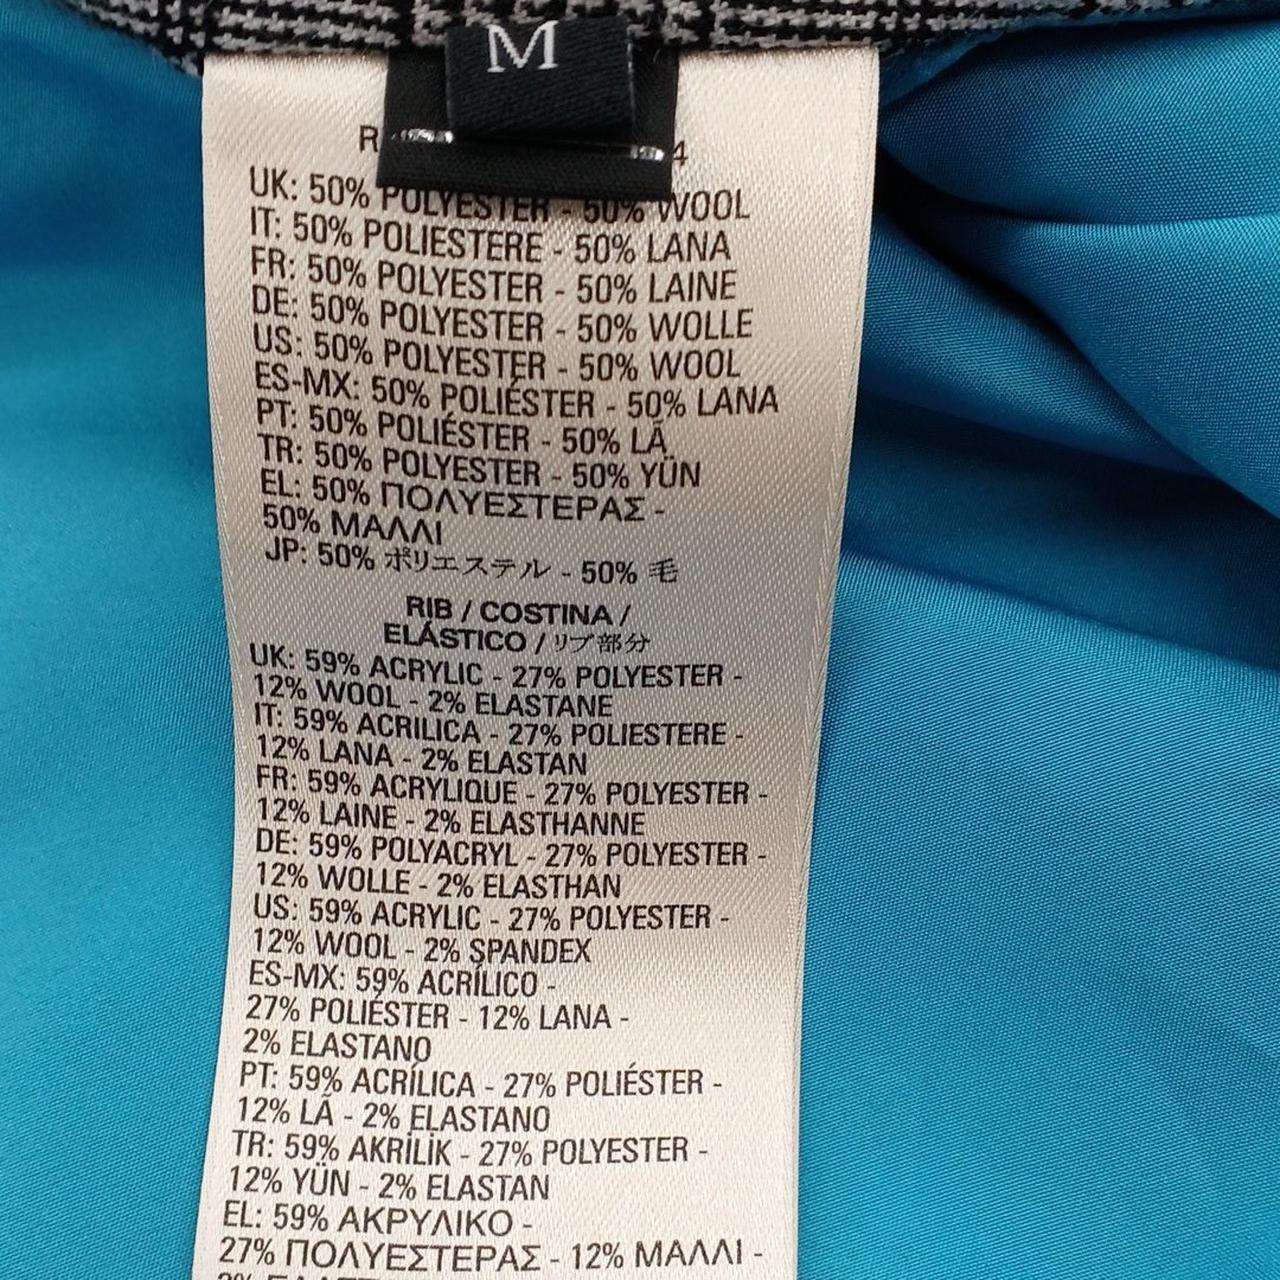 M
UK: 50% POLYESTER - 50% WOOL
IT: 50% POLIESTERE - 50% LANA
FR: 50% POLYESTER - 50% LAINE
DE: 50% POLYESTER - 50% WOLLE
US: 50% POLYESTER - 50% WOOL
ES-MX: 50% POLIÉSTER - 50% LANA
PT: 50% POLIÉSTER - 50% LÃ
TR: 50% POLYESTER - 50% YÜN
EL: 50% ΠΟΛΥΕΣΤΕΡΑΣ -
50% ΜΑΛΛΙ
JP: 50% ポリエステル - 50% 毛
RIB / COSTINA /
ELÁSTICO / リブ部分
UK: 59% ACRYLIC - 27% POLYESTER -
12% WOOL - 2% ELASTANE
IT: 59% ACRILICA - 27% POLIESTERE -
12% LANA - 2% ELASTAN
FR: 59% ACRYLIQUE - 27% POLYESTER -
12% LAINE - 2% ELASTHANNE
DE: 59% POLYACRYL - 27% POLYESTER -
12% WOLLE - 2% ELASTHAN
US: 59% ACRYLIC - 27% POLYESTER -
12% WOOL - 2% SPANDEX
ES-MX: 59% ACRÍLICO -
27% POLIÉSTER - 12% LANA -
2% ELASTANO
PT: 59% ACRÍLICA - 27% POLIÉSTER -
12% LÃ - 2% ELASTANO
TR: 59% AKRİLİK - 27% POLYESTER -
12% YÜN - 2% ELASTAN
EL: 59% ΑΚΡΥΛΙΚΟ -
27% ΠΟΛΥΕΣΤΕΡΑΣ - 12% ΜΑΛΛΙ -